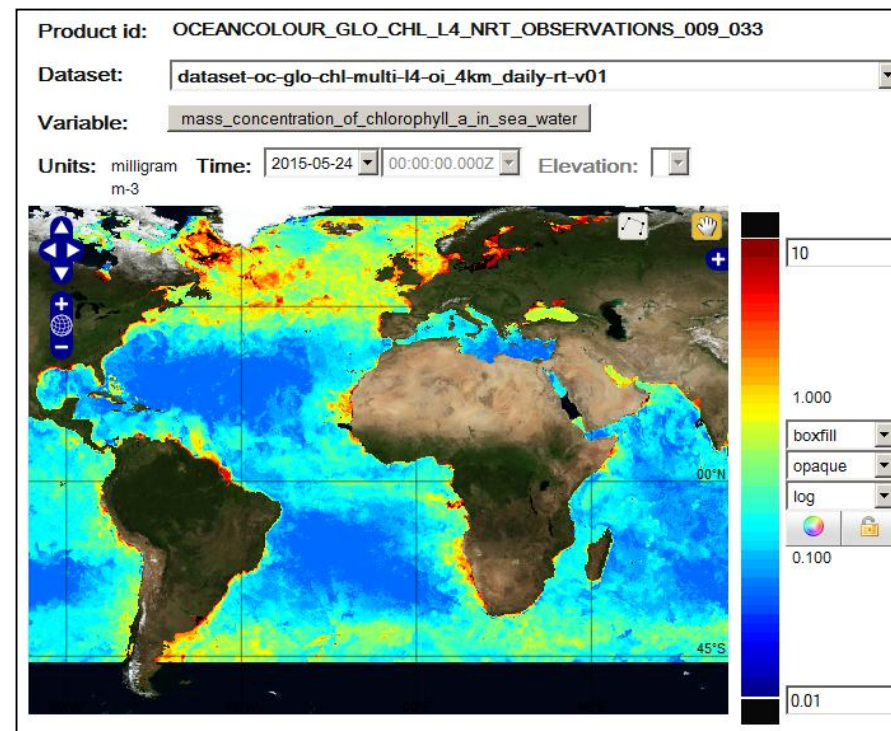 Product id: OCEANCOLOUR_GLO_CHL_L4_NRT_OBSERVATIONS_009_033
Dataset: dataset-oc-glo-chl-multi-l4-oi_4km_daily-rt-v01
Variable: mass_concentration_of_chlorophyll_a_in_sea_water
Units: milligram m-3 Time: 2015-05-24 00:00:00.000Z Elevation:
10
1.000
boxfill
opaque
log
00°N
0.100
45°S
0.01